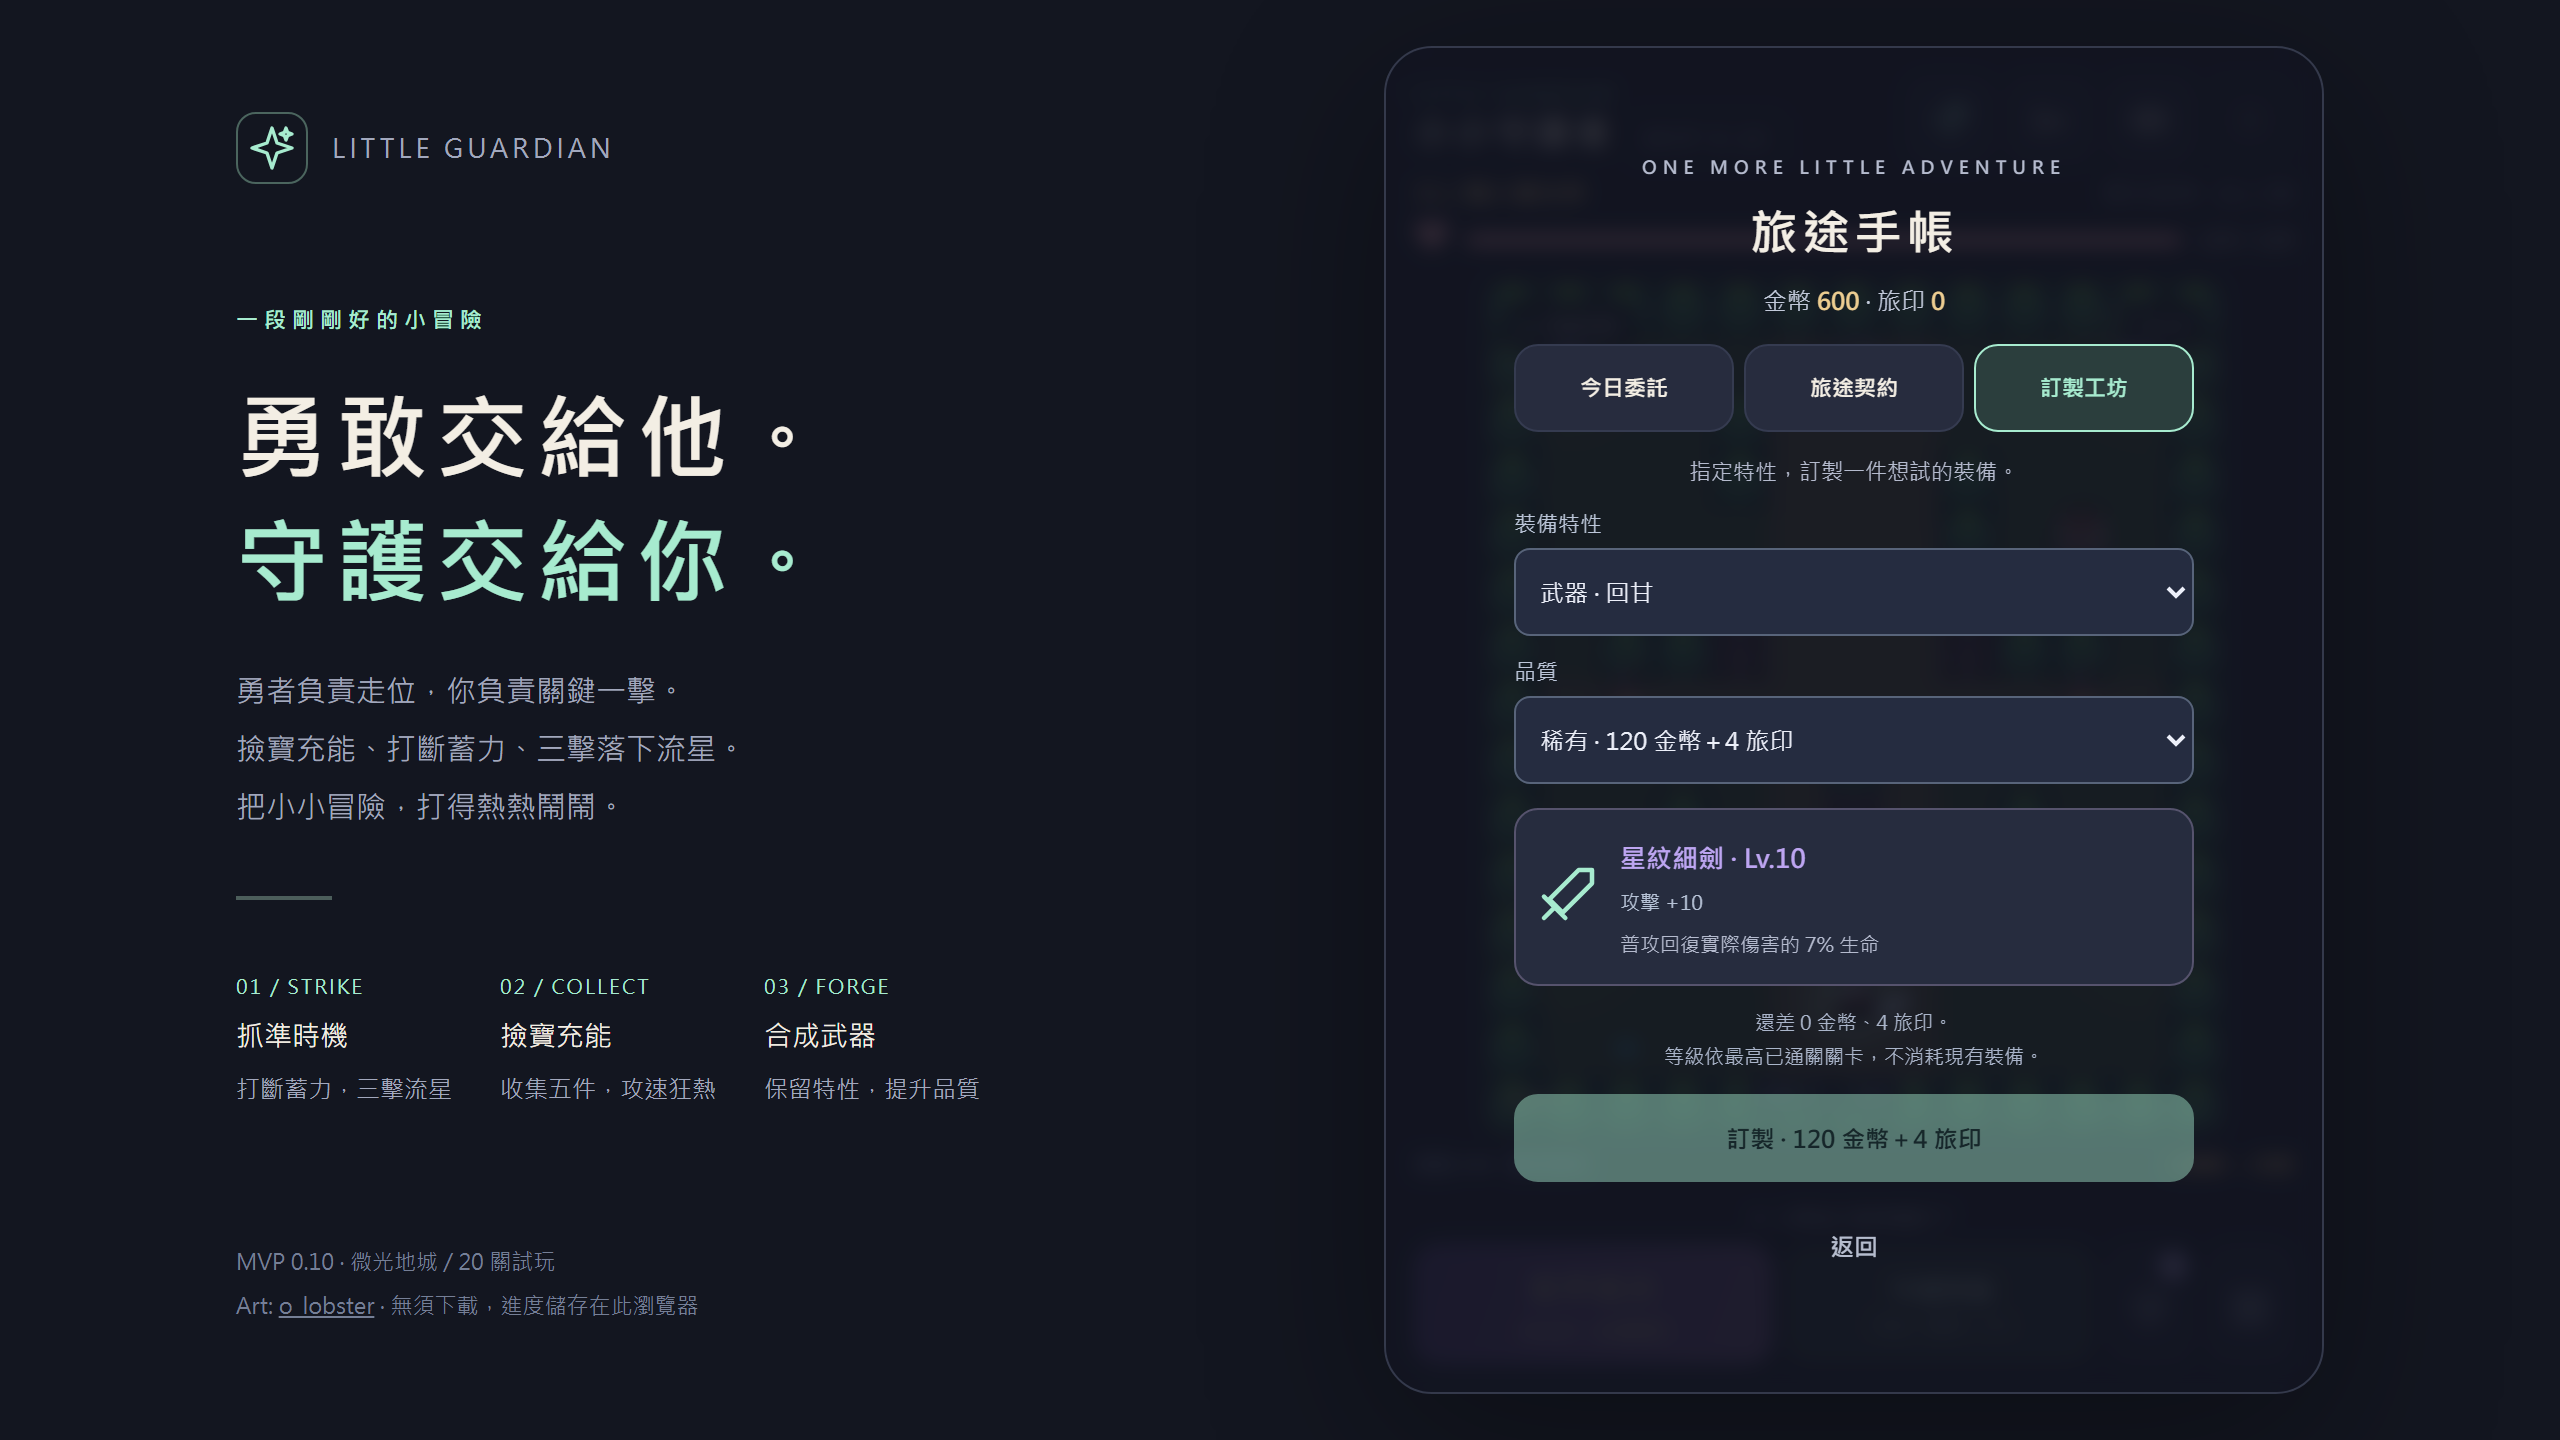 LITTLE GUARDIAN
一段剛剛好的小冒險
勇敢交給他。
守護交給你。
勇者負責走位，你負責關鍵一擊。
撿寶充能、打斷蓄力、三擊落下流星。
把小小冒險，打得熱熱鬧鬧。
01 / STRIKE
抓準時機
打斷蓄力，三擊流星
02 / COLLECT
撿寶充能
收集五件，攻速狂熱
03 / FORGE
合成武器
保留特性，提升品質
MVP 0.10 · 微光地城 / 20 關試玩
Art: o_lobster · 無須下載，進度儲存在此瀏覽器
ONE MORE LITTLE ADVENTURE
旅途手帳
金幣 600 · 旅印 0
今日委託
旅途契約
訂製工坊
指定特性，訂製一件想試的裝備。
裝備特性
武器 · 回甘
品質
稀有 · 120 金幣 + 4 旅印
星紋細劍 · Lv.10
攻擊 +10
普攻回復實際傷害的 7% 生命
還差 0 金幣、4 旅印。
等級依最高已通關關卡，不消耗現有裝備。
訂製 · 120 金幣 + 4 旅印
返回